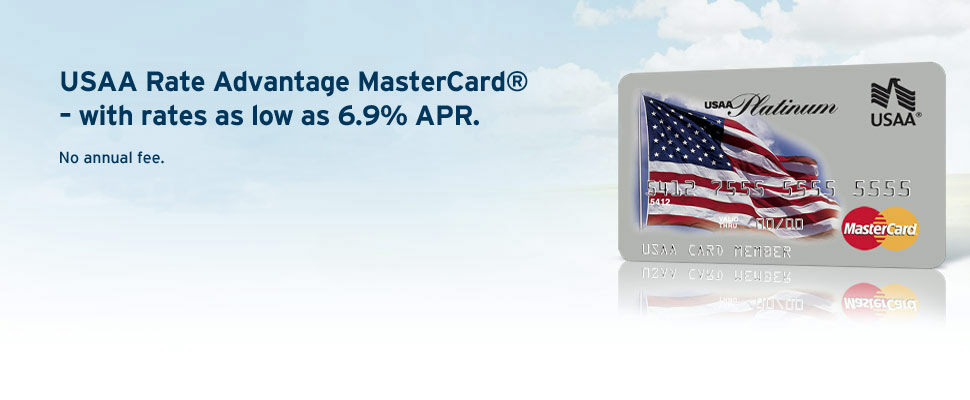 USAA Rate Advantage MasterCard®
– with rates as low as 6.9% APR.
No annual fee.
USAA Platinum
USAA®
5412 7555 5555 5555
5412
VALID
THRU 00/00
MasterCard
USAA CARD MEMBER